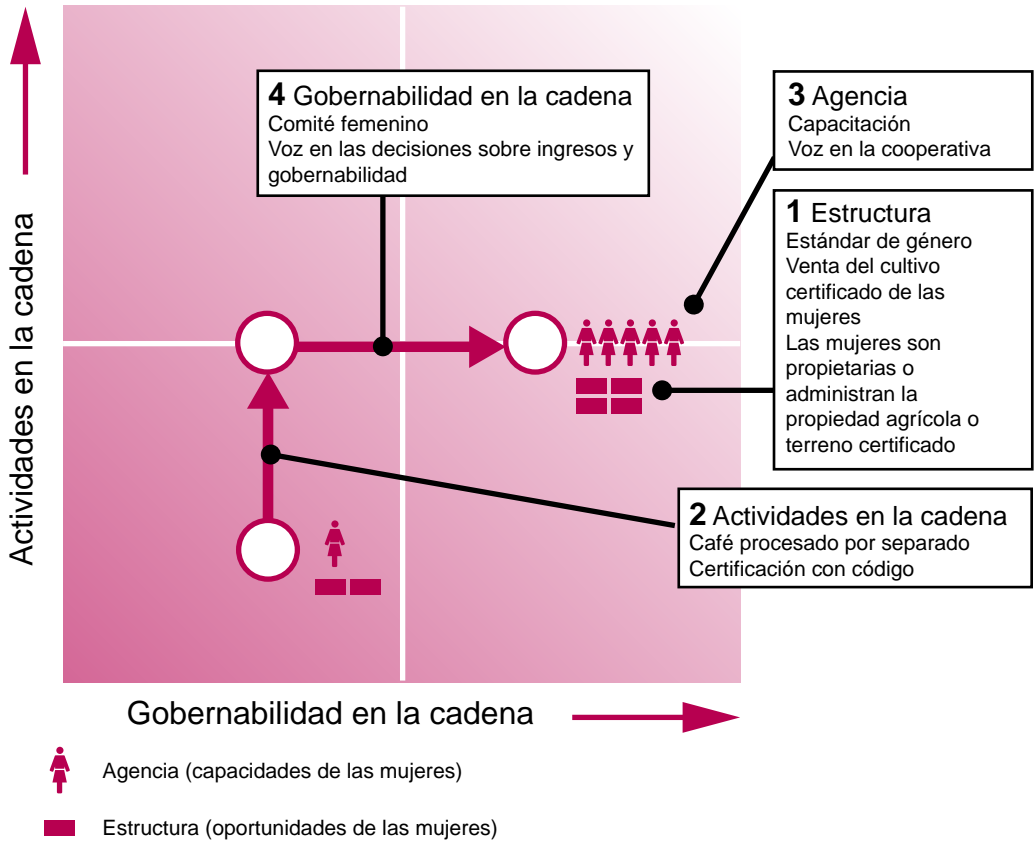 Actividades en la cadena
4 Gobernabilidad en la cadena
Comité femenino
Voz en las decisiones sobre ingresos y
gobernabilidad
3 Agencia
Capacitación
Voz en la cooperativa
1 Estructura
Estándar de género
Venta del cultivo
certificado de las
mujeres
Las mujeres son
propietarias o
administran la
propiedad agrícola o
terreno certificado
2 Actividades en la cadena
Café procesado por separado
Certificación con código
Gobernabilidad en la cadena
Agencia (capacidades de las mujeres)
Estructura (oportunidades de las mujeres)